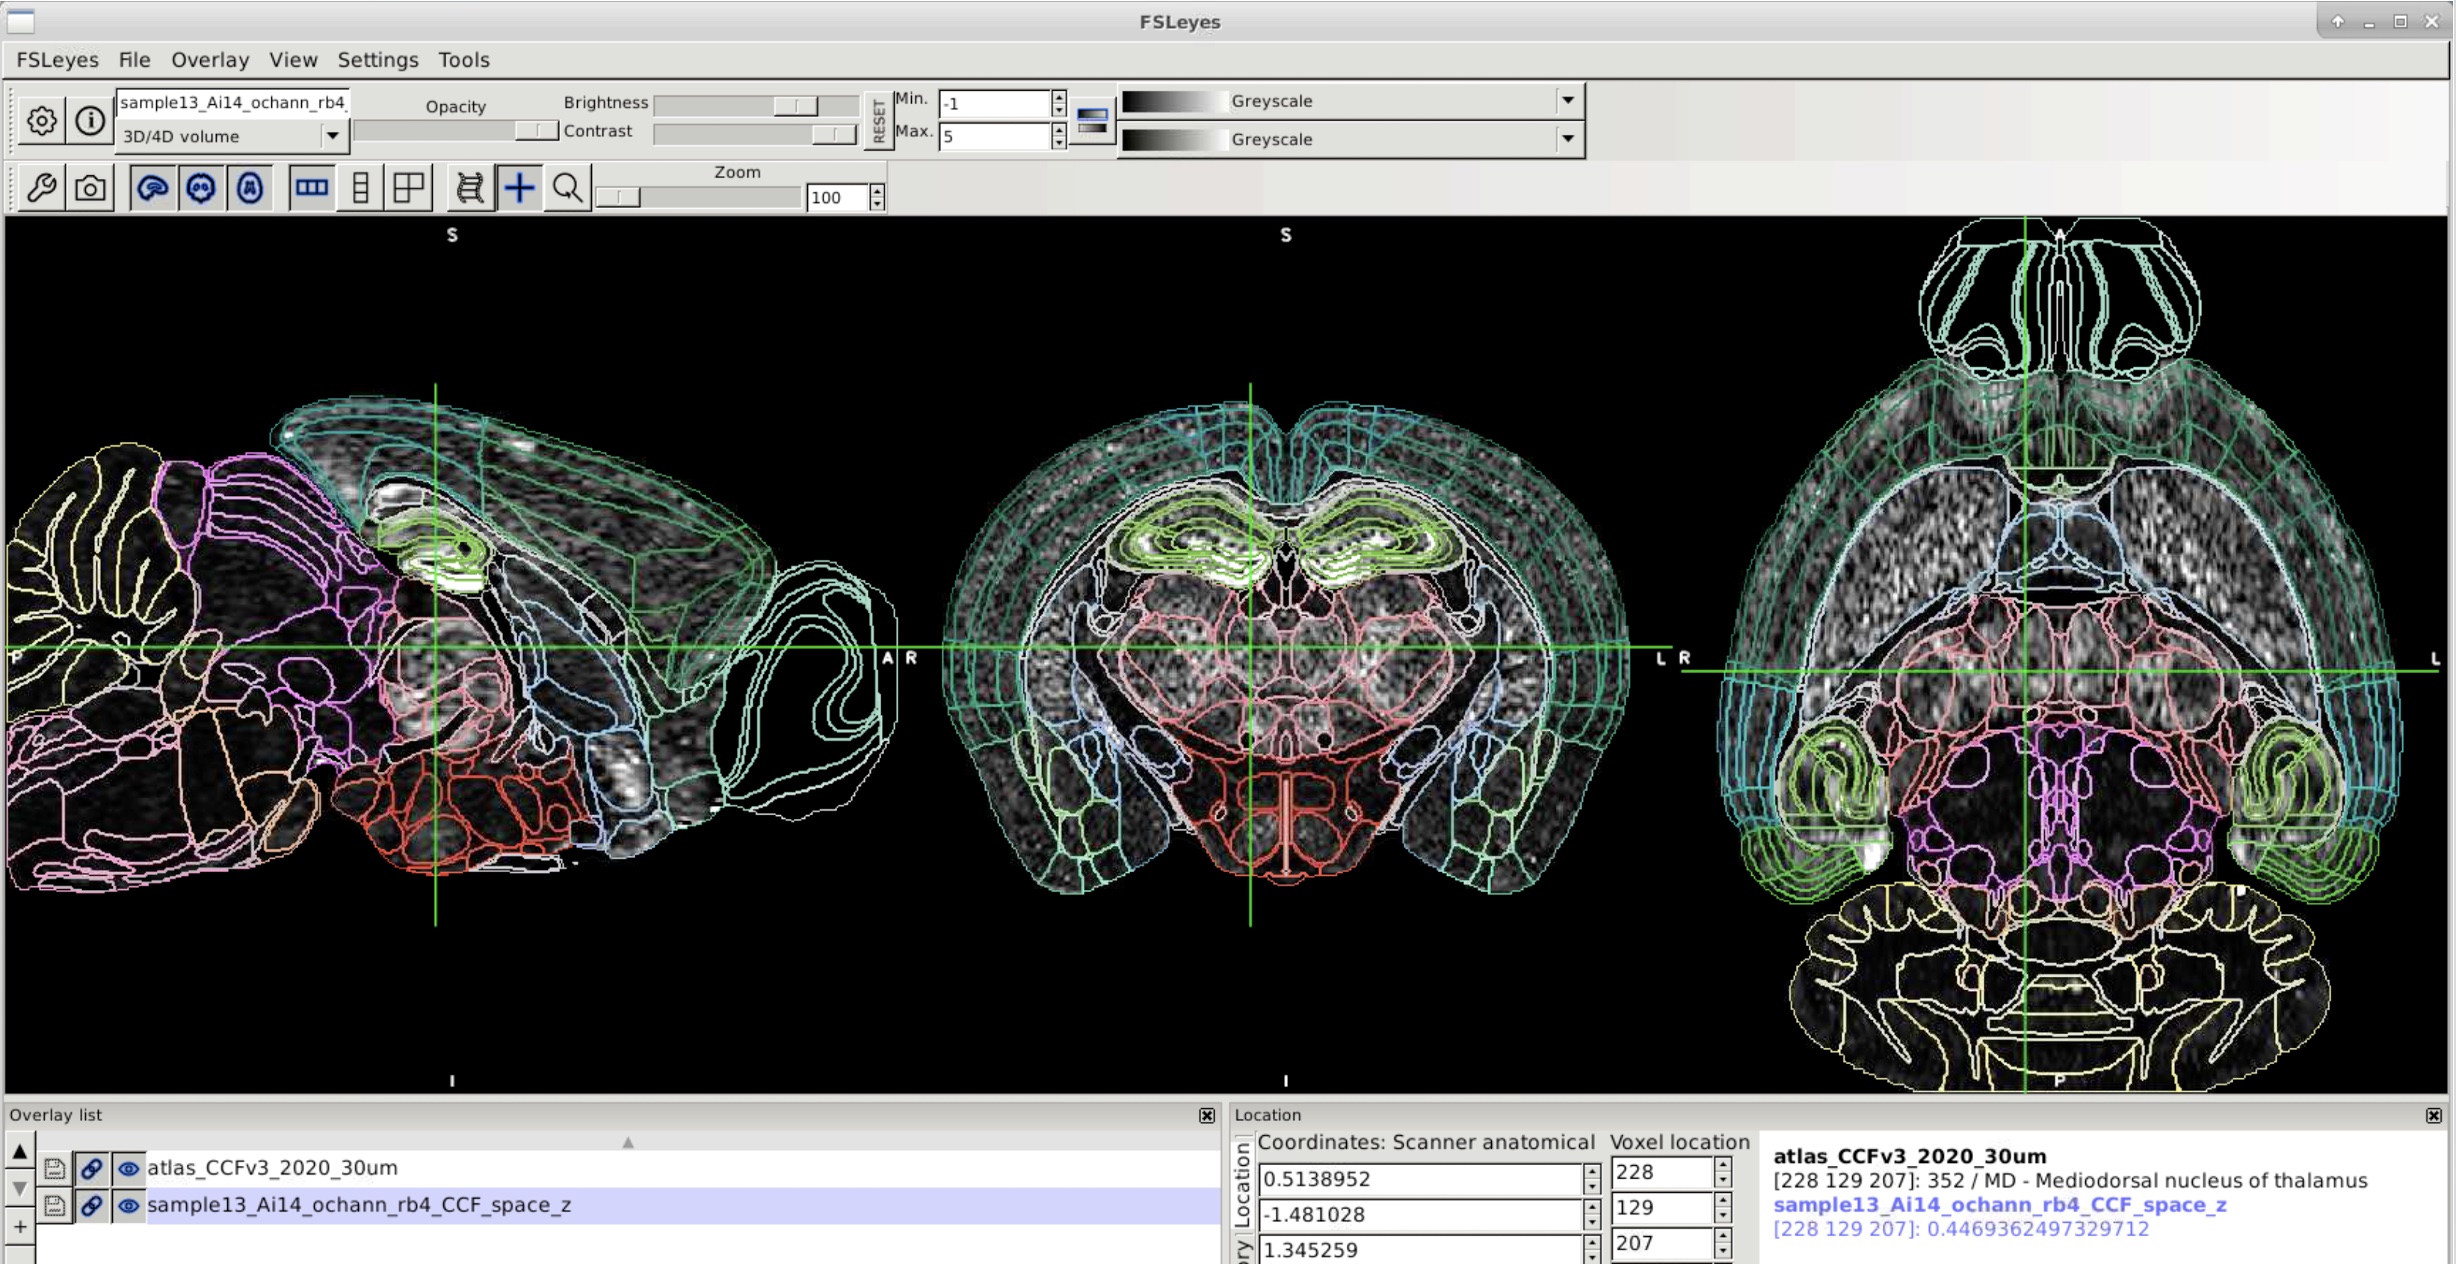 FSLeyes
FSLeyes File Overlay View Settings Tools
sample13_Ai14_ochann_rb4_
3D/4D volume
Opacity
Brightness
Contrast
RESET
Min. -1
Max. 5
Greyscale
Greyscale
Zoom
100
S
S
A
P
A R
L R
L
I
I
P
Overlay list
atlas_CCFv3_2020_30um
sample13_Ai14_ochann_rb4_CCF_space_z
Location
Location
ry
Coordinates: Scanner anatomical
0.5138952
-1.481028
1.345259
Voxel location
228
129
207
atlas_CCFv3_2020_30um
[228 129 207]: 352 / MD - Mediodorsal nucleus of thalamus
sample13_Ai14_ochann_rb4_CCF_space_z
[228 129 207]: 0.4469362497329712